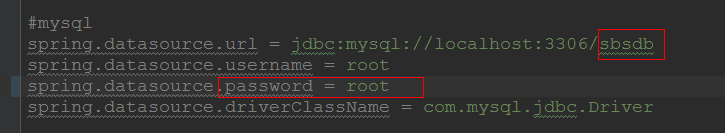 #mysql
spring.datasource.url = jdbc:mysql://localhost:3306/sbsdb
spring.datasource.username = root
spring.datasource.password = root
spring.datasource.driverClassName = com.mysql.jdbc.Driver